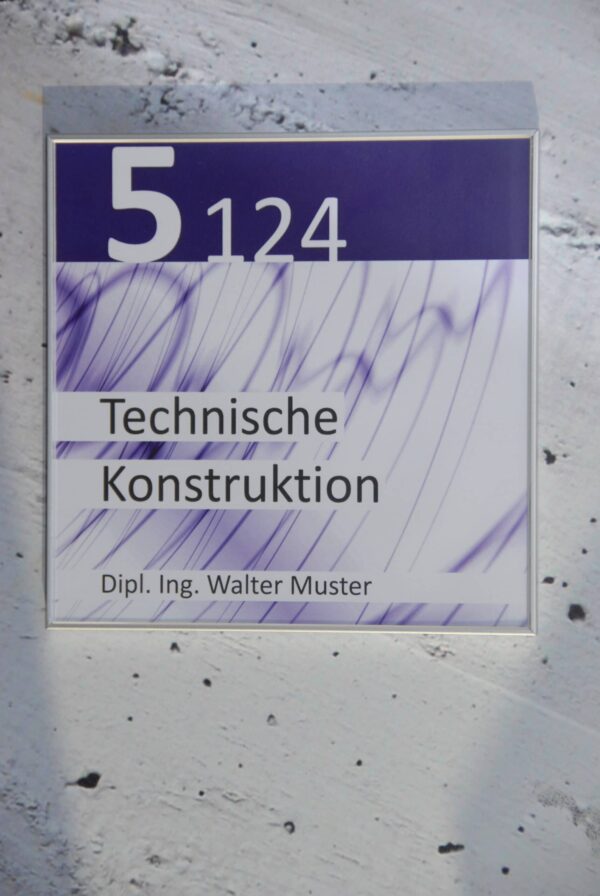 5 124
Technische
Konstruktion
Dipl. Ing. Walter Muster